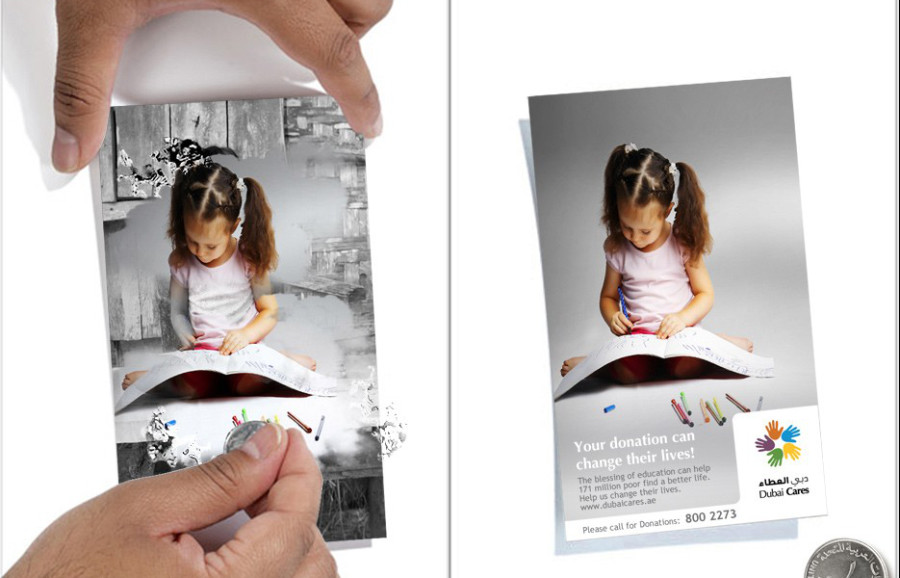 Your donation can
change their lives!
The blessing of education can help
171 million poor find a better life.
Help us change their lives.
www.dubaicares.ae
دبي العطاء
Dubai Cares
Please call for Donations: 800 2273